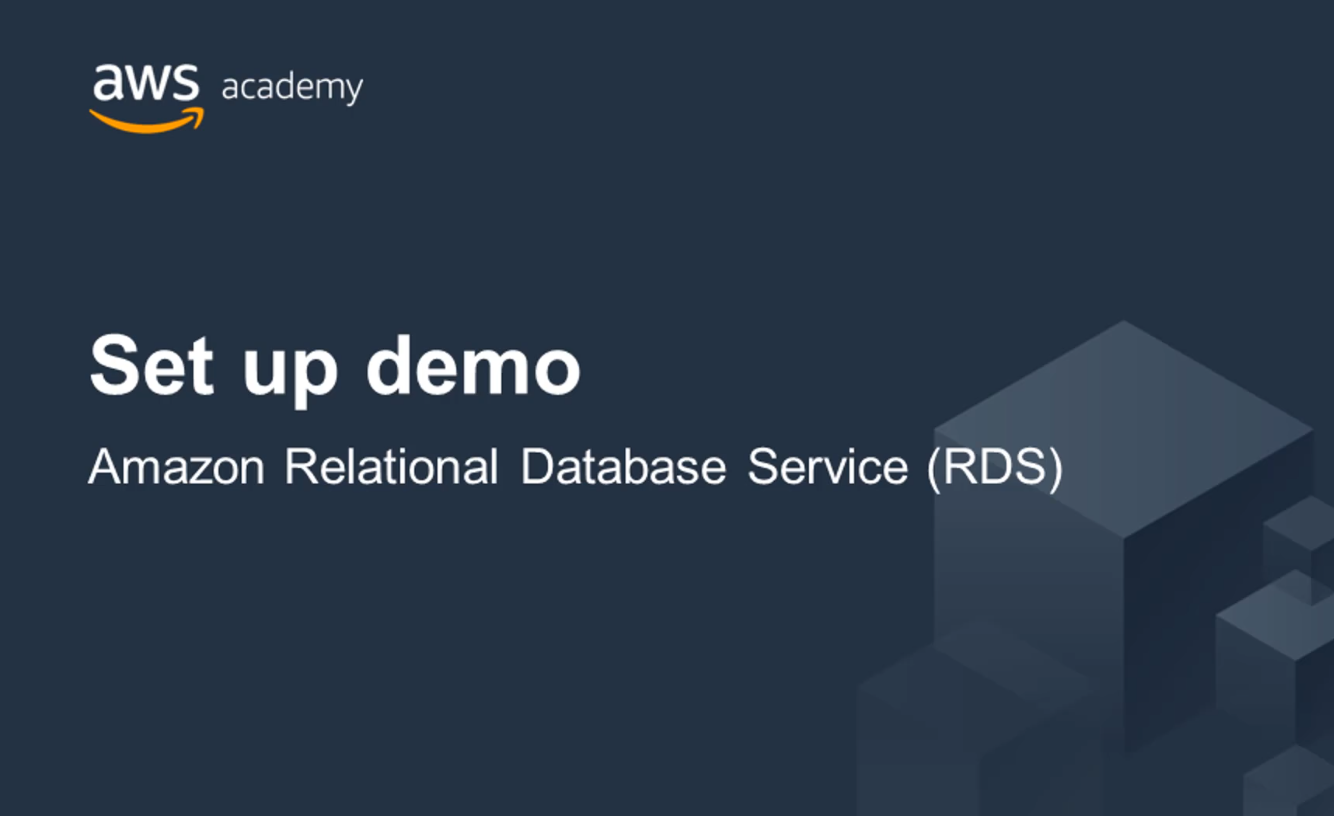 aws academy
Set up demo
Amazon Relational Database Service (RDS)